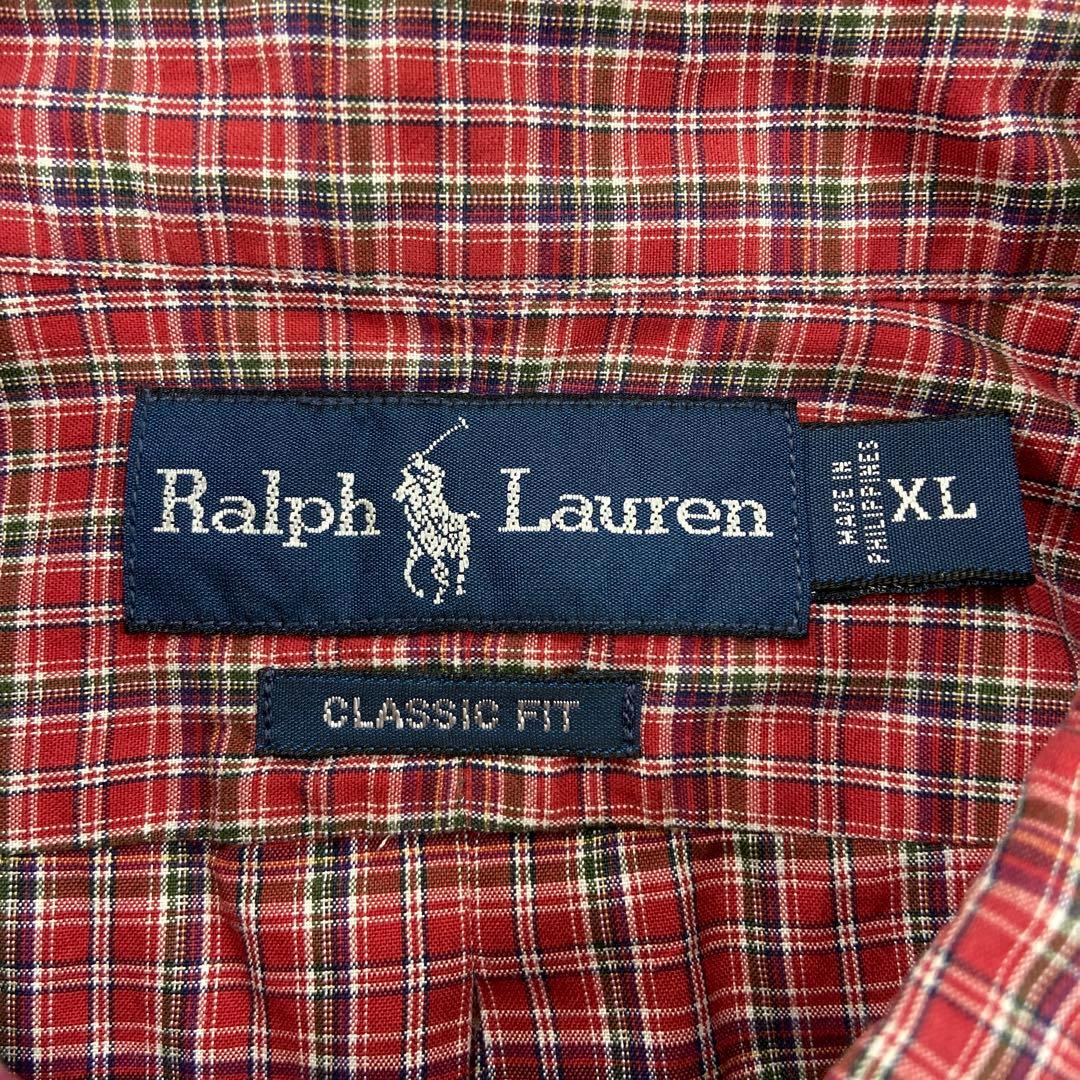 Ralph Lauren
MADE IN
PHILIPPINES
XL
CLASSIC FIT